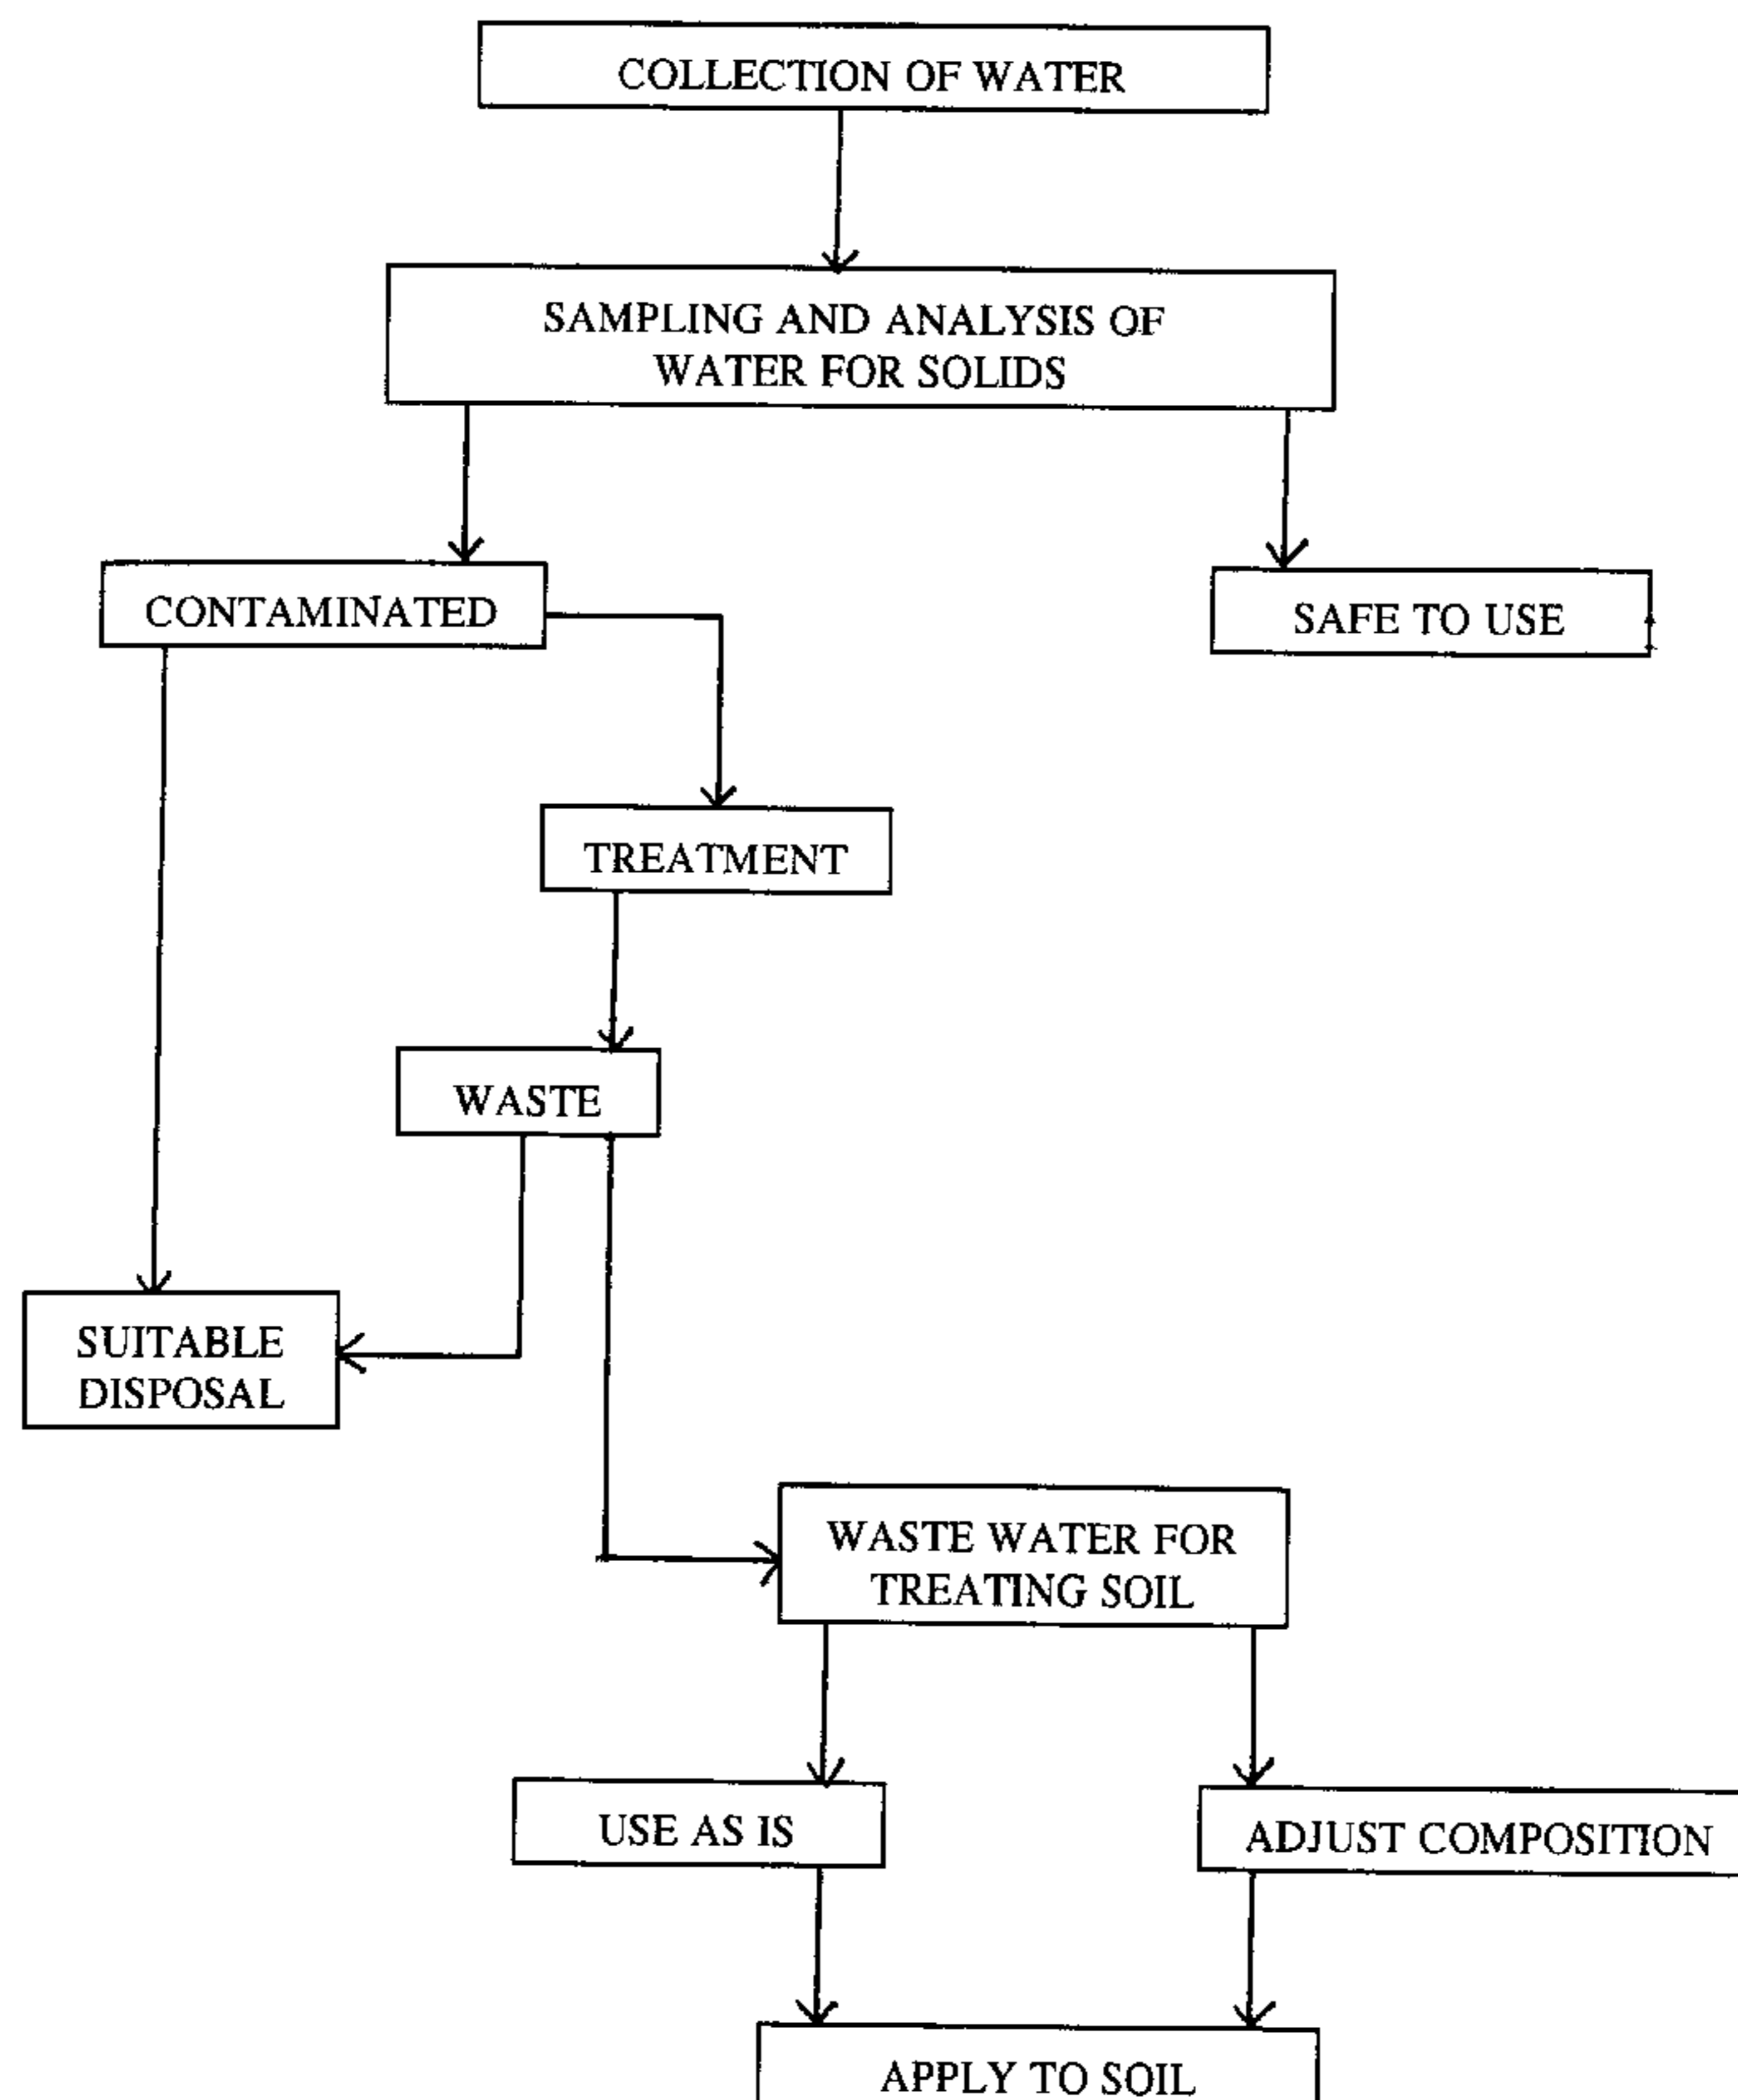 COLLECTION OF WATER
SAMPLING AND ANALYSIS OF
WATER FOR SOLIDS
CONTAMINATED
SAFE TO USE
TREATMENT
WASTE
SUITABLE
DISPOSAL
WASTE WATER FOR
TREATING SOIL
USE AS IS
ADJUST COMPOSITION
APPLY TO SOIL